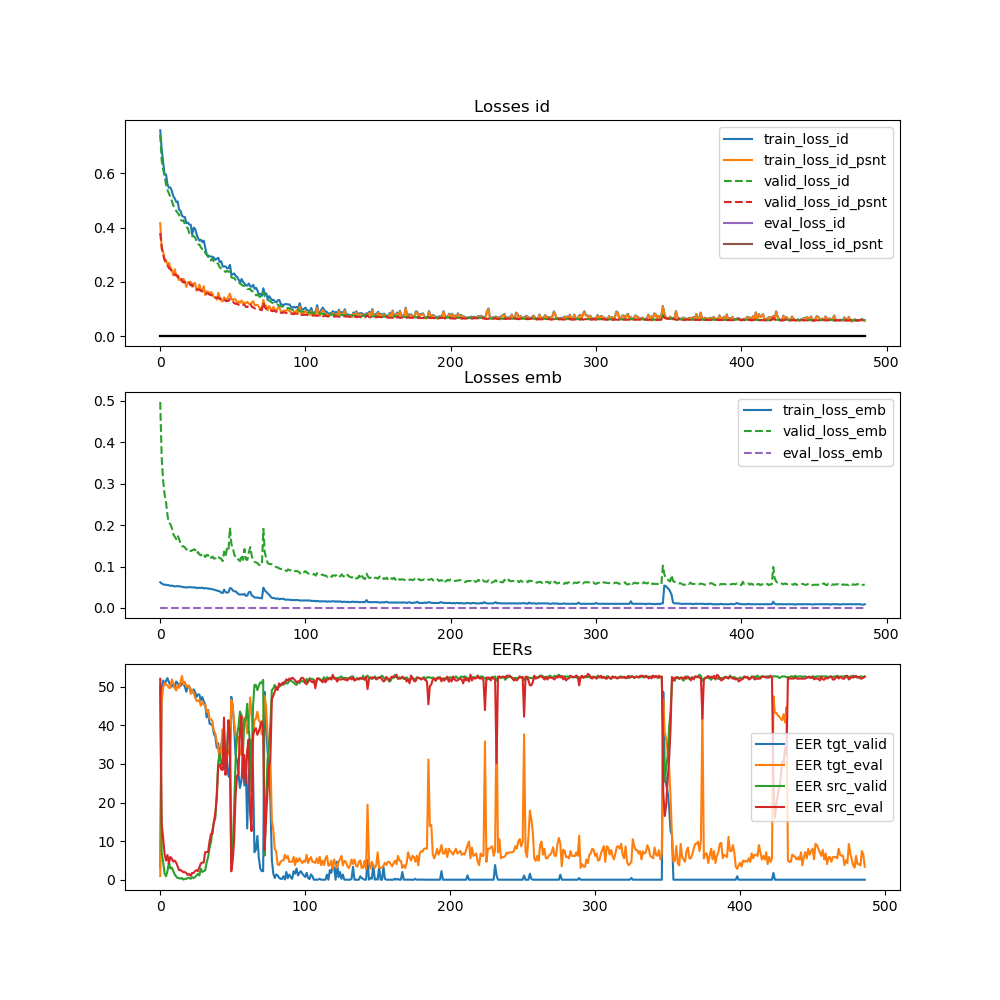 Losses id
0.6
0.4
0.2
0.0
train_loss_id
train_loss_id_psnt
valid_loss_id
valid_loss_id_psnt
eval_loss_id
eval_loss_id_psnt
0 100 200 300 400 500
Losses emb
0.5
0.4
0.3
0.2
0.1
0.0
train_loss_emb
valid_loss_emb
eval_loss_emb
0 100 200 300 400 500
EERs
50
40
30
20
10
0
EER tgt_valid
EER tgt_eval
EER src_valid
EER src_eval
0 100 200 300 400 500